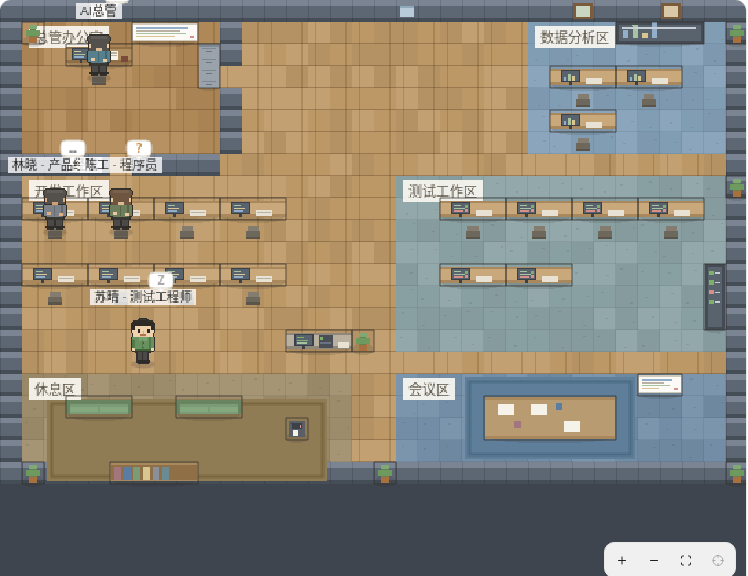 AI总管
总管办公室
数据分析区
...
?
林晓 - 产品经
陈工 - 程序员
开发工作区
测试工作区
Z
苏晴 - 测试工程师
休息区
会议区
+ −